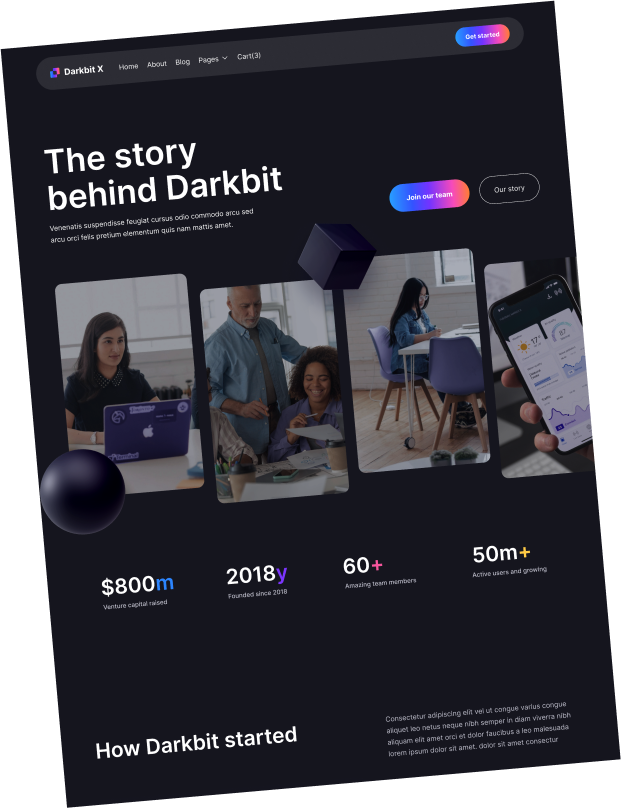 Darkbit X
Home About Blog Pages Cart(3)
Get started
The story
behind Darkbit
Venenatis suspendisse feugiat cursus odio commodo arcu sed
arcu orci felis pretium elementum quis nam mattis amet.
Join our team
Our story
17°
87
$800m
Venture capital raised
2018y
Founded since 2018
60+
Amazing team members
50m+
Active users and growing
How Darkbit started
Consectetur adipiscing elit vel ut congue varius congue
aliquet leo netus neque nibh semper in diam viverra nibh
aliquam elit amet orci et dolor faucibus a leo malesuada
lorem ipsum dolor sit amet. dolor sit amet consectur